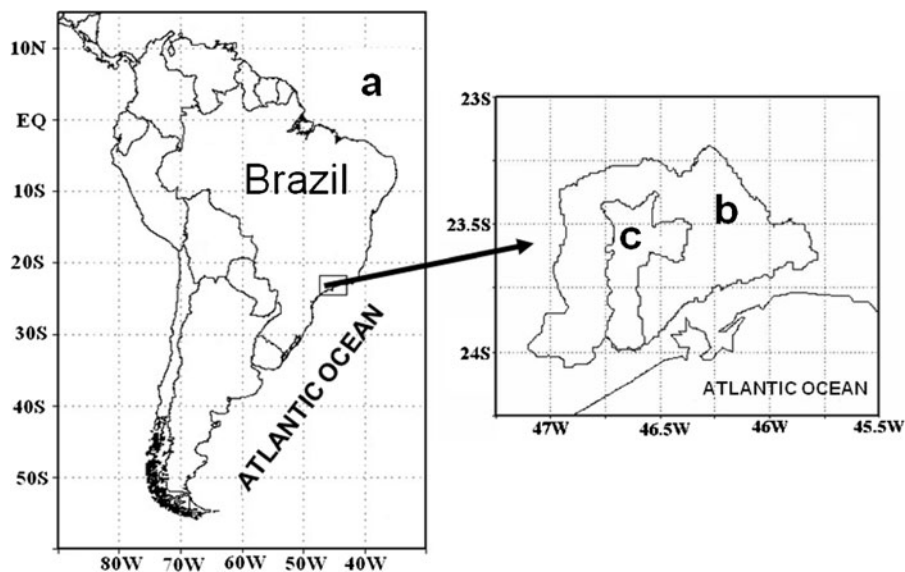 10N
EQ
10S
20S
30S
40S
50S
80W 70W 60W 50W 40W
a
Brazil
ATLANTIC OCEAN
23S
23.5S
24S
47W 46.5W 46W 45.5W
b
c
ATLANTIC OCEAN